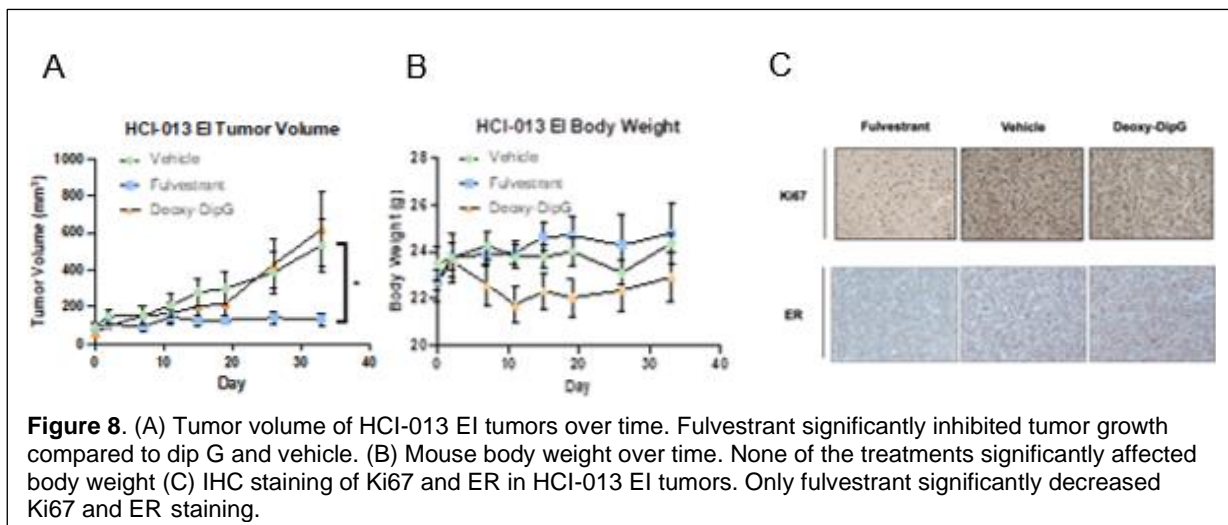 A
B
C
HCI-013 EI Tumor Volume
1000
800
600
400
200
0
Tumor Volume (mm³)
Vehicle
Fulvestrant
Deoxy-DipG
*
0
10
20
30
40
Day
HCI-013 EI Body Weight
28
26
24
22
20
Body Weight (g)
Vehicle
Fulvestrant
Deoxy-DipG
0
10
20
30
40
Day
Fulvestrant
Vehicle
Deoxy-DipG
Ki67
ER
Figure 8. (A) Tumor volume of HCI-013 EI tumors over time. Fulvestrant significantly inhibited tumor growth
compared to dip G and vehicle. (B) Mouse body weight over time. None of the treatments significantly affected
body weight (C) IHC staining of Ki67 and ER in HCI-013 EI tumors. Only fulvestrant significantly decreased
Ki67 and ER staining.